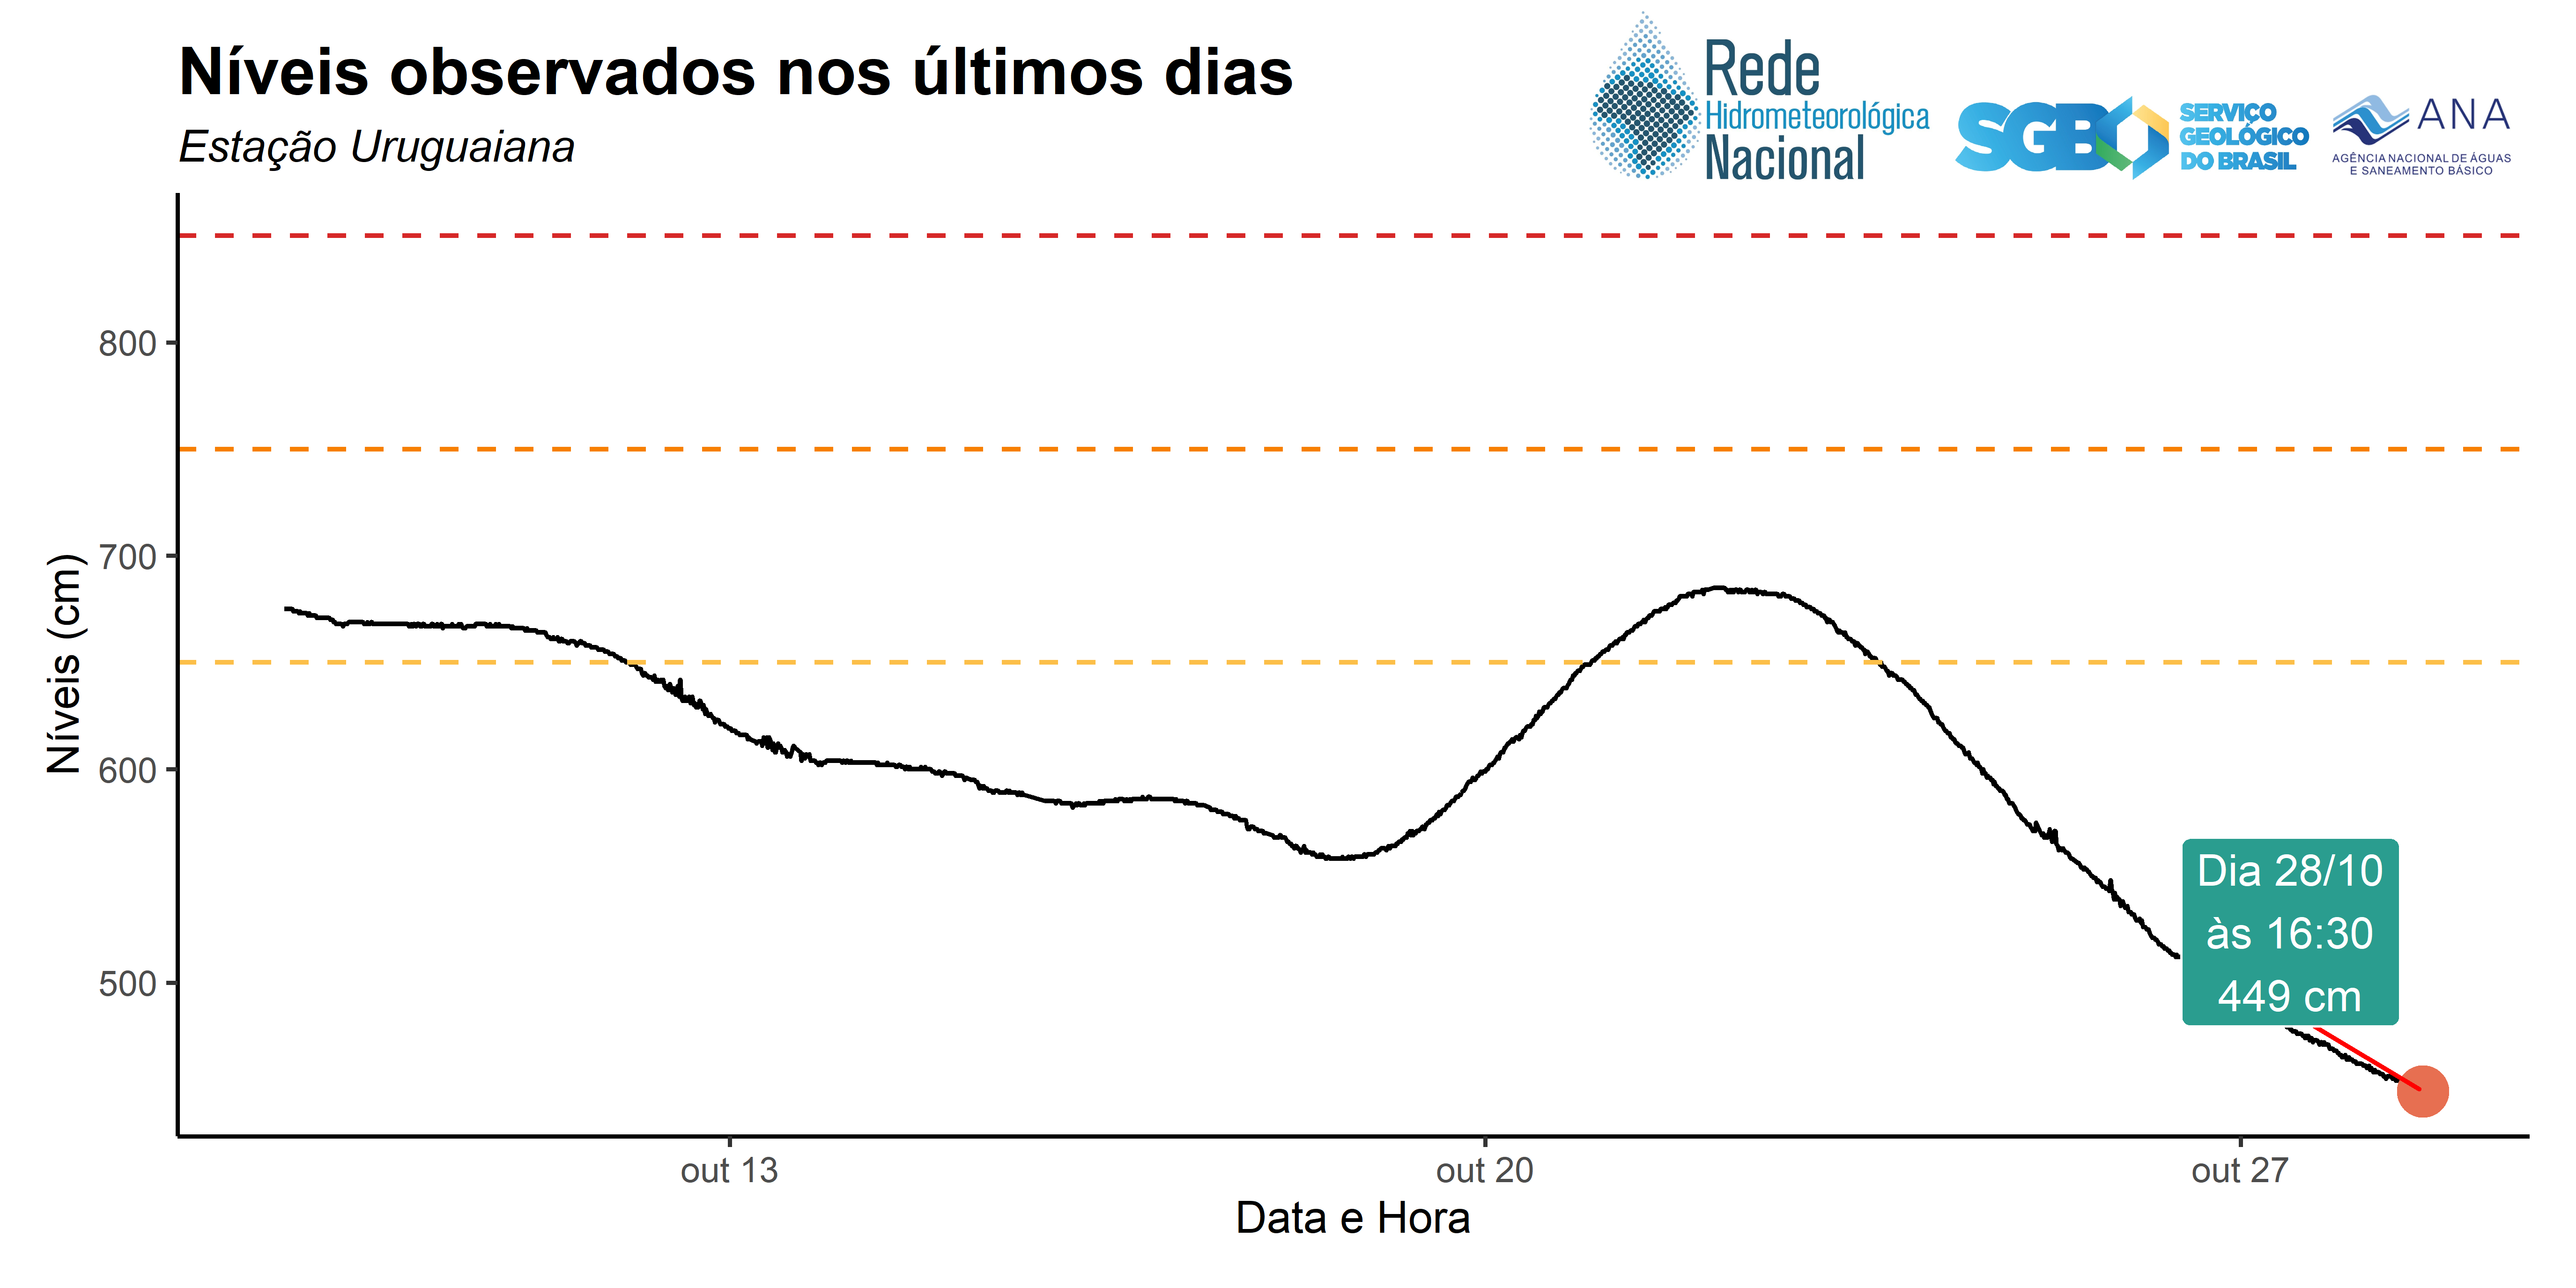 Níveis observados nos últimos dias
Estação Uruguaiana
Rede
Hidrometeorológica
Nacional
SGB
SERVIÇO
GEOLÓGICO
DO BRASIL
ANA
AGÊNCIA NACIONAL DE ÁGUAS
E SANEAMENTO BÁSICO
Níveis (cm)
800
700
600
500
Dia 28/10
às 16:30
449 cm
out 13
out 20
out 27
Data e Hora